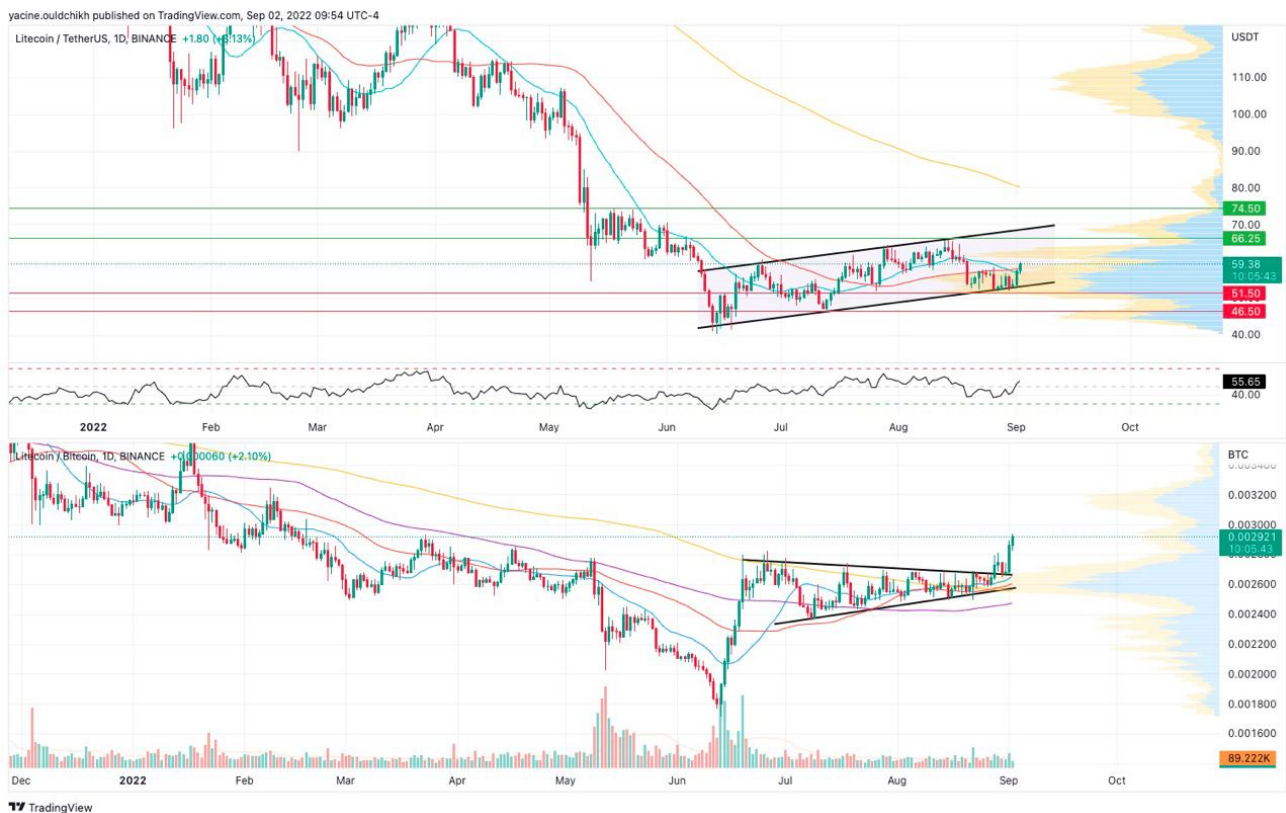 yacine.ouldchikh published on TradingView.com, Sep 02, 2022 09:54 UTC-4
Litecoin / TetherUS, 1D, BINANCE +1.80 (+3.13%)
USDT
110.00
100.00
90.00
80.00
74.50
70.00
66.25
59.38
10:05:43
51.50
46.50
40.00
55.65
40.00
2022 Feb Mar Apr May Jun Jul Aug Sep Oct
Litecoin / Bitcoin, 1D, BINANCE +0.000060 (+2.10%)
BTC
0.003400
0.003200
0.003000
0.002921
10:05:43
0.002600
0.002400
0.002200
0.002000
0.001800
0.001600
89.222K
Dec 2022 Feb Mar Apr May Jun Jul Aug Sep Oct
TradingView